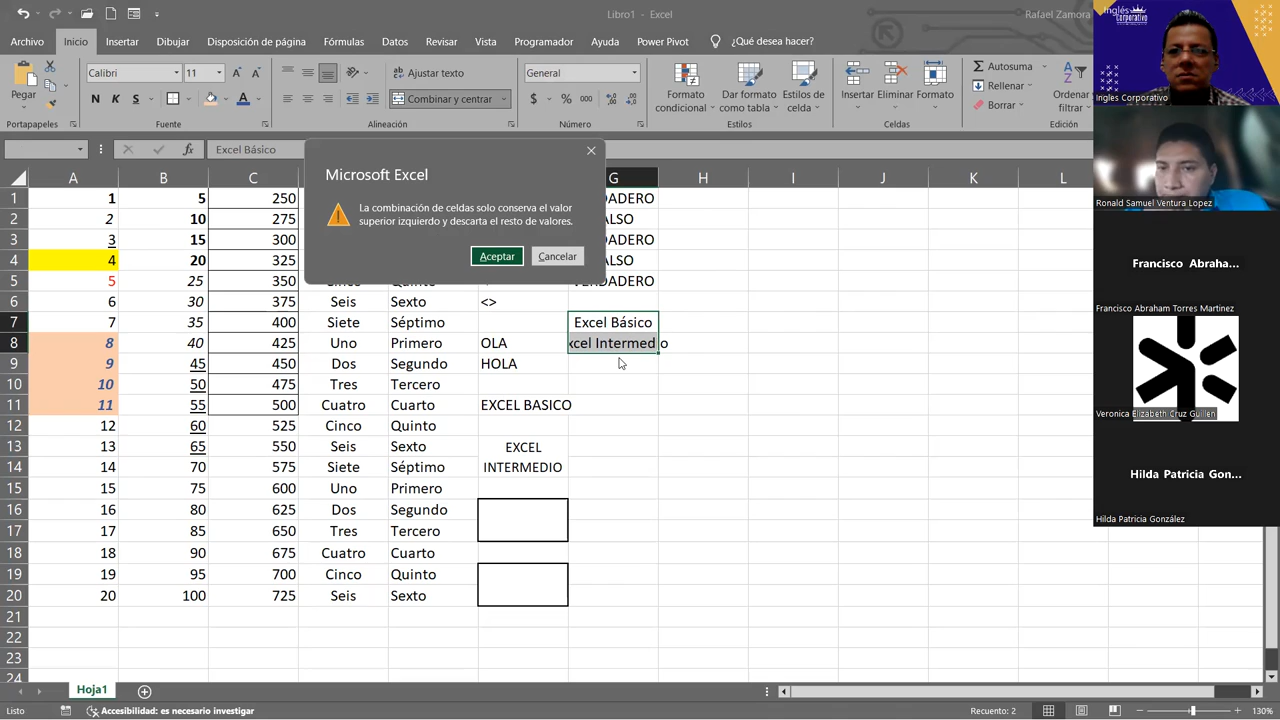 Libro1 - Excel
Rafael Zamora
Archivo Inicio Insertar Dibujar Disposición de página Fórmulas Datos Revisar Vista Programador Ayuda Power Pivot ¿Qué desea hacer?
Pegar
Calibri 11
N K S
Ajustar texto
Combinar y centrar
General
$ % 000
Formato condicional
Dar formato como tabla
Estilos de celda
Insertar Eliminar Formato
Autosuma
Rellenar
Borrar
Ordenar
filtrar
Portapapeles Fuente Alineación Número Estilos Celdas Edición
fx Excel Básico
Microsoft Excel
La combinación de celdas solo conserva el valor
superior izquierdo y descarta el resto de valores.
Aceptar Cancelar
A B C G H I J K L
1 1 5 250 DADERO
2 2 10 275 ALSO
3 3 15 300 DADERO
4 4 20 325 ALSO
5 5 25 350
6 6 30 375 Seis Sexto <>
7 7 35 400 Siete Séptimo Excel Básico
8 8 40 425 Uno Primero OLA xcel Intermedio
9 9 45 450 Dos Segundo HOLA
10 10 50 475 Tres Tercero
11 11 55 500 Cuatro Cuarto EXCEL BASICO
12 12 60 525 Cinco Quinto
13 13 65 550 Seis Sexto EXCEL
14 14 70 575 Siete Séptimo INTERMEDIO
15 15 75 600 Uno Primero
16 16 80 625 Dos Segundo
17 17 85 650 Tres Tercero
18 18 90 675 Cuatro Cuarto
19 19 95 700 Cinco Quinto
20 20 100 725 Seis Sexto
21
22
23
24
Hoja1
Listo
Accesibilidad: es necesario investigar
Recuento: 2
130%
Inglés
Corporativo
Ingles Corporativo
Ronald Samuel Ventura Lopez
Francisco Abraha...
Francisco Abraham Torres Martinez
Veronica Elizabeth Cruz Guillen
Hilda Patricia Gon...
Hilda Patricia González